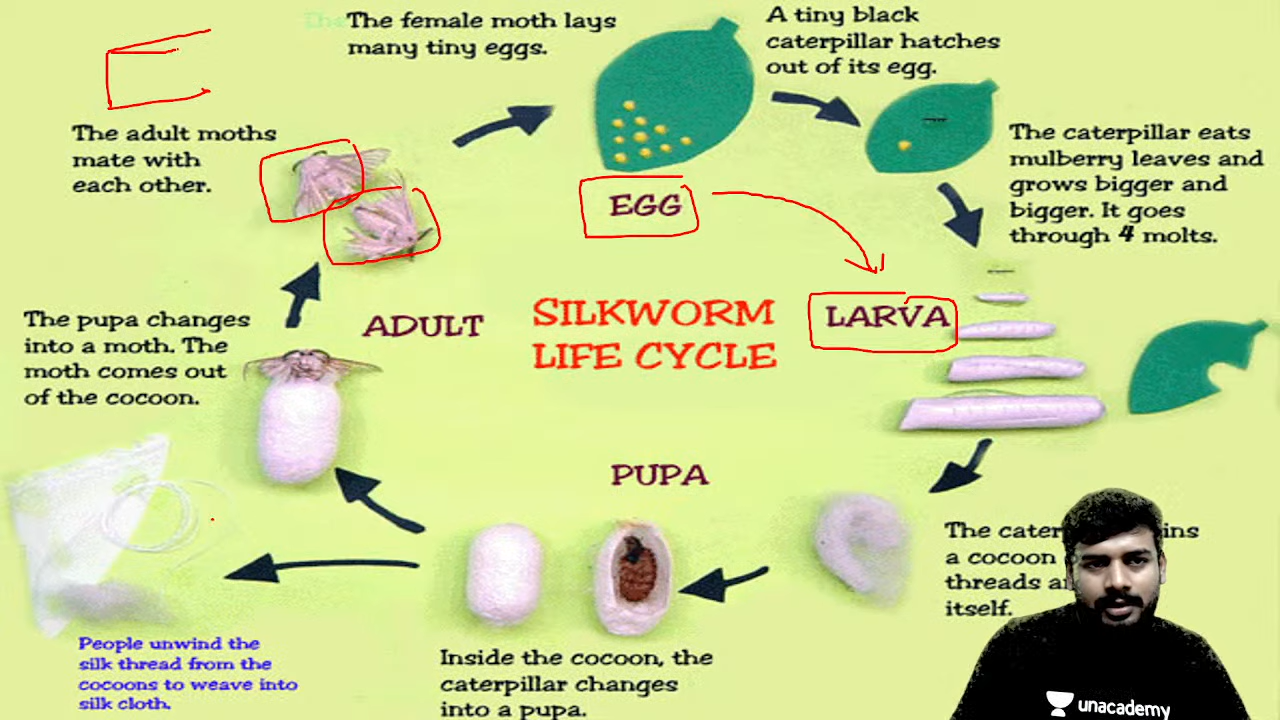 The female moth lays
many tiny eggs.
A tiny black
caterpillar hatches
out of its egg.
The adult moths
mate with
each other.
The caterpillar eats
mulberry leaves and
grows bigger and
bigger. It goes
through 4 molts.
EGG
LARVA
The pupa changes
into a moth. The
moth comes out
of the cocoon.
ADULT
SILKWORM
LIFE CYCLE
PUPA
The
a cocoon
threads
itself.
People unwind the
silk thread from the
cocoons to weave into
silk cloth.
Inside the cocoon, the
caterpillar changes
into a pupa.
unacademy